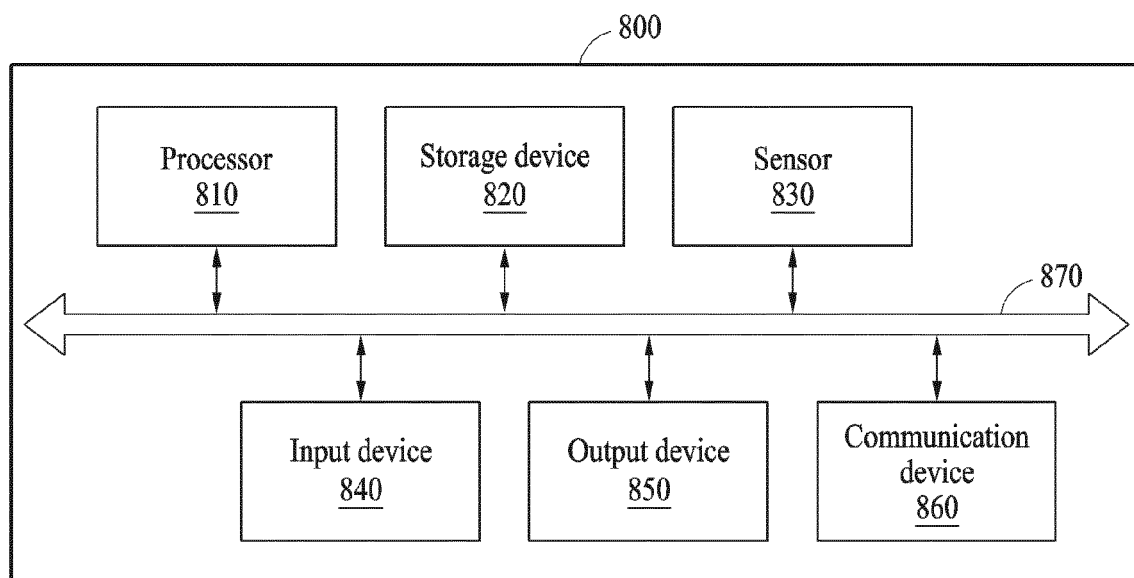 800
Processor
810
Storage device
820
Sensor
830
870
Input device
840
Output device
850
Communication
device
860